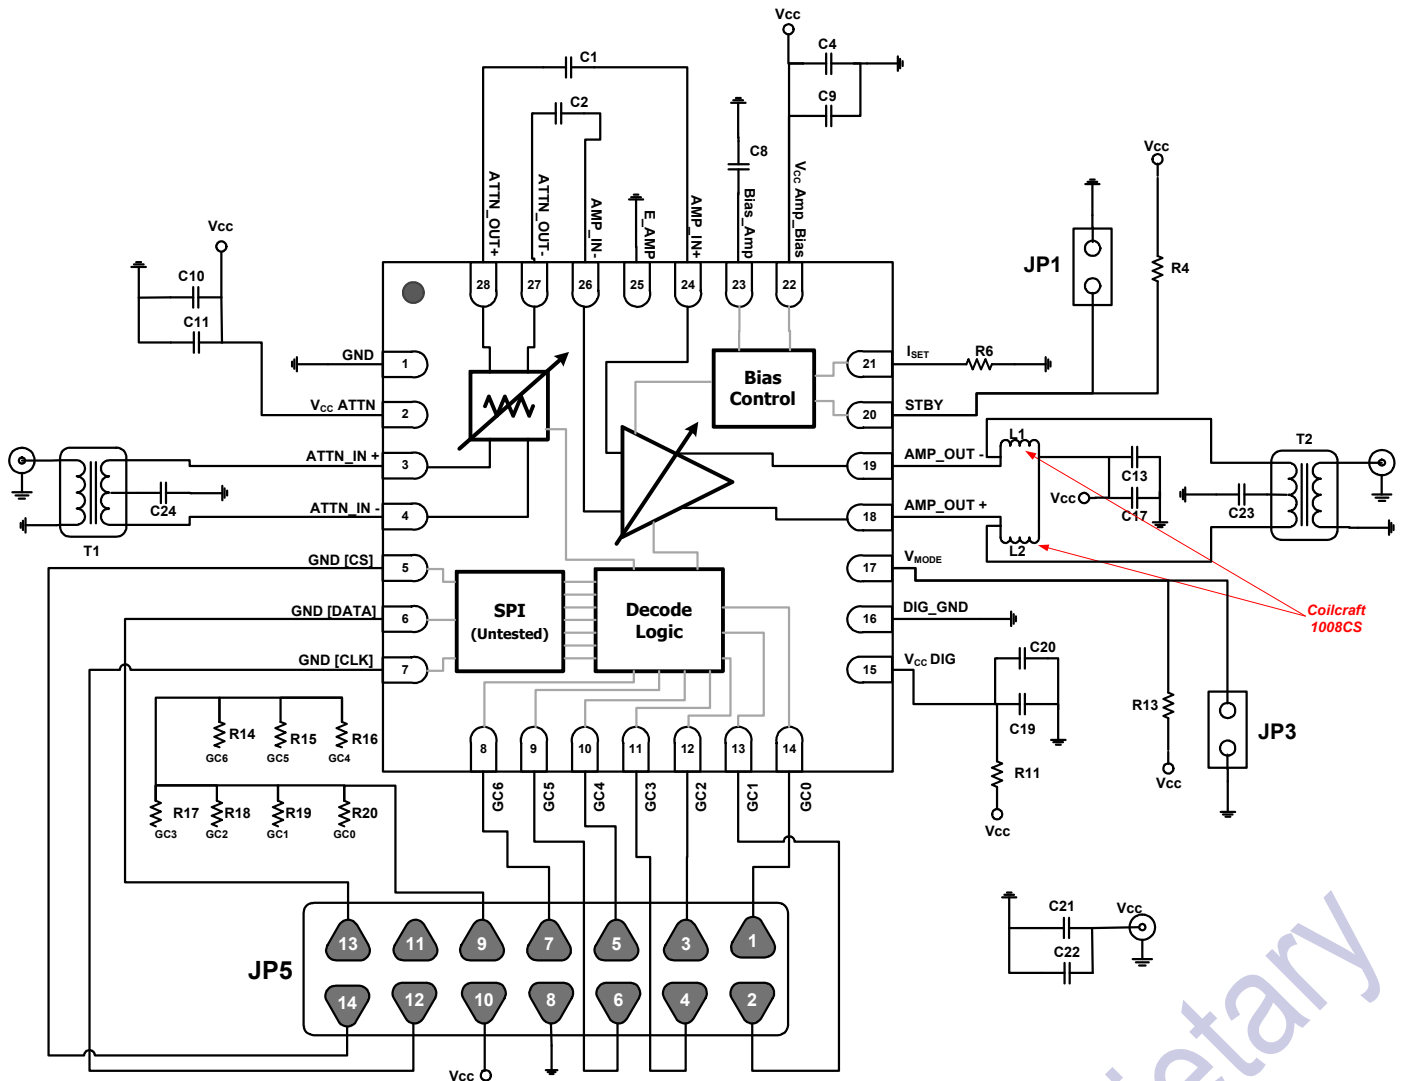 Vcc
C4
C1
C9
C2
C8
Vcc
ATTN_OUT+
ATTN_OUT-
AMP_IN-
E_AMP
AMP_IN+
Bias_Amp
VCC Amp_Bias
Vcc
JP1
R4
C10
C11
28
27
26
25
24
23
22
GND
1
21
ISET
R6
Bias
Control
VCC ATTN
2
20
STBY
L1
T2
ATTN_IN +
3
19
AMP_OUT -
C13
Vcc
C17
C24
C23
ATTN_IN -
4
18
AMP_OUT +
L2
T1
GND [CS]
5
17
VMODE
SPI
(Untested)
Decode
Logic
GND [DATA]
6
16
DIG_GND
Coilcraft
1008CS
GND [CLK]
7
15
VCC DIG
C20
C19
R13
JP3
R14
R15
R16
GC6
GC5
GC4
8
9
10
11
12
13
14
R11
Vcc
R17
R18
R19
R20
GC3
GC2
GC1
GC0
GC6
GC5
GC4
GC3
GC2
GC1
GC0
Vcc
C21
Vcc
C22
JP5
13
11
9
7
5
3
1
14
12
10
8
6
4
2
Vcc
ietary